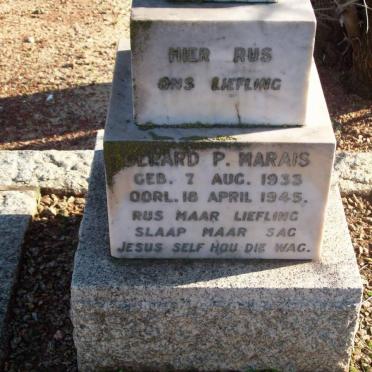 HIER RUS
ONS LIEFLING
GERARD P. MARAIS
GEB. 7 AUG. 1933
OORL. 18 APRIL 1945.
RUS MAAR LIEFLING
SLAAP MAAR SAG
JESUS SELF HOU DIE WAG.